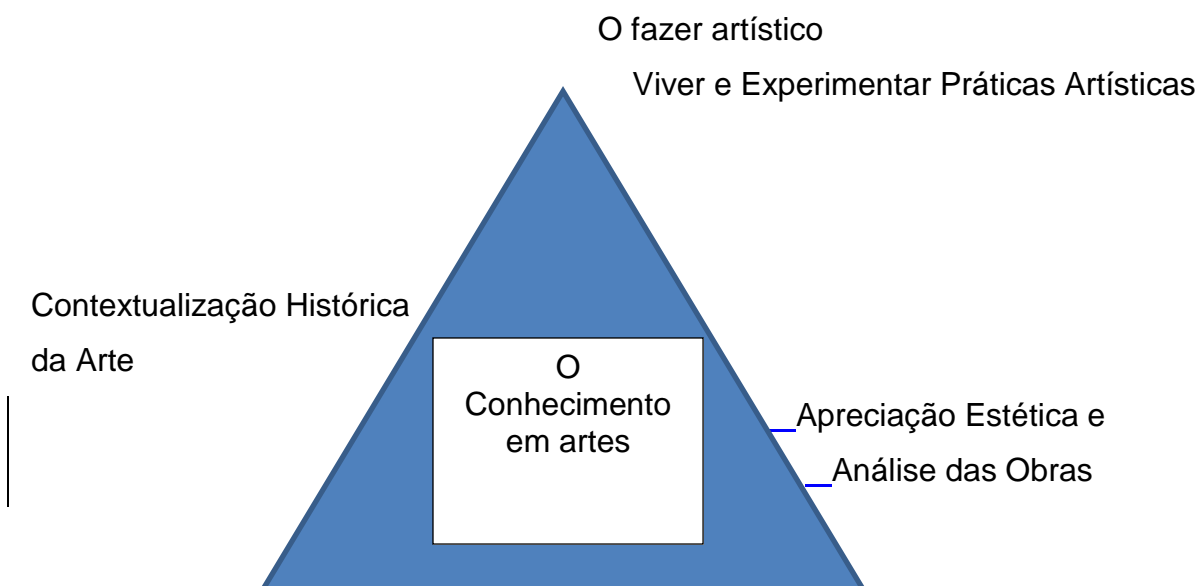 O fazer artístico
Viver e Experimentar Práticas Artísticas
Contextualização Histórica
da Arte
O
Conhecimento
em artes
Apreciação Estética e
Análise das Obras